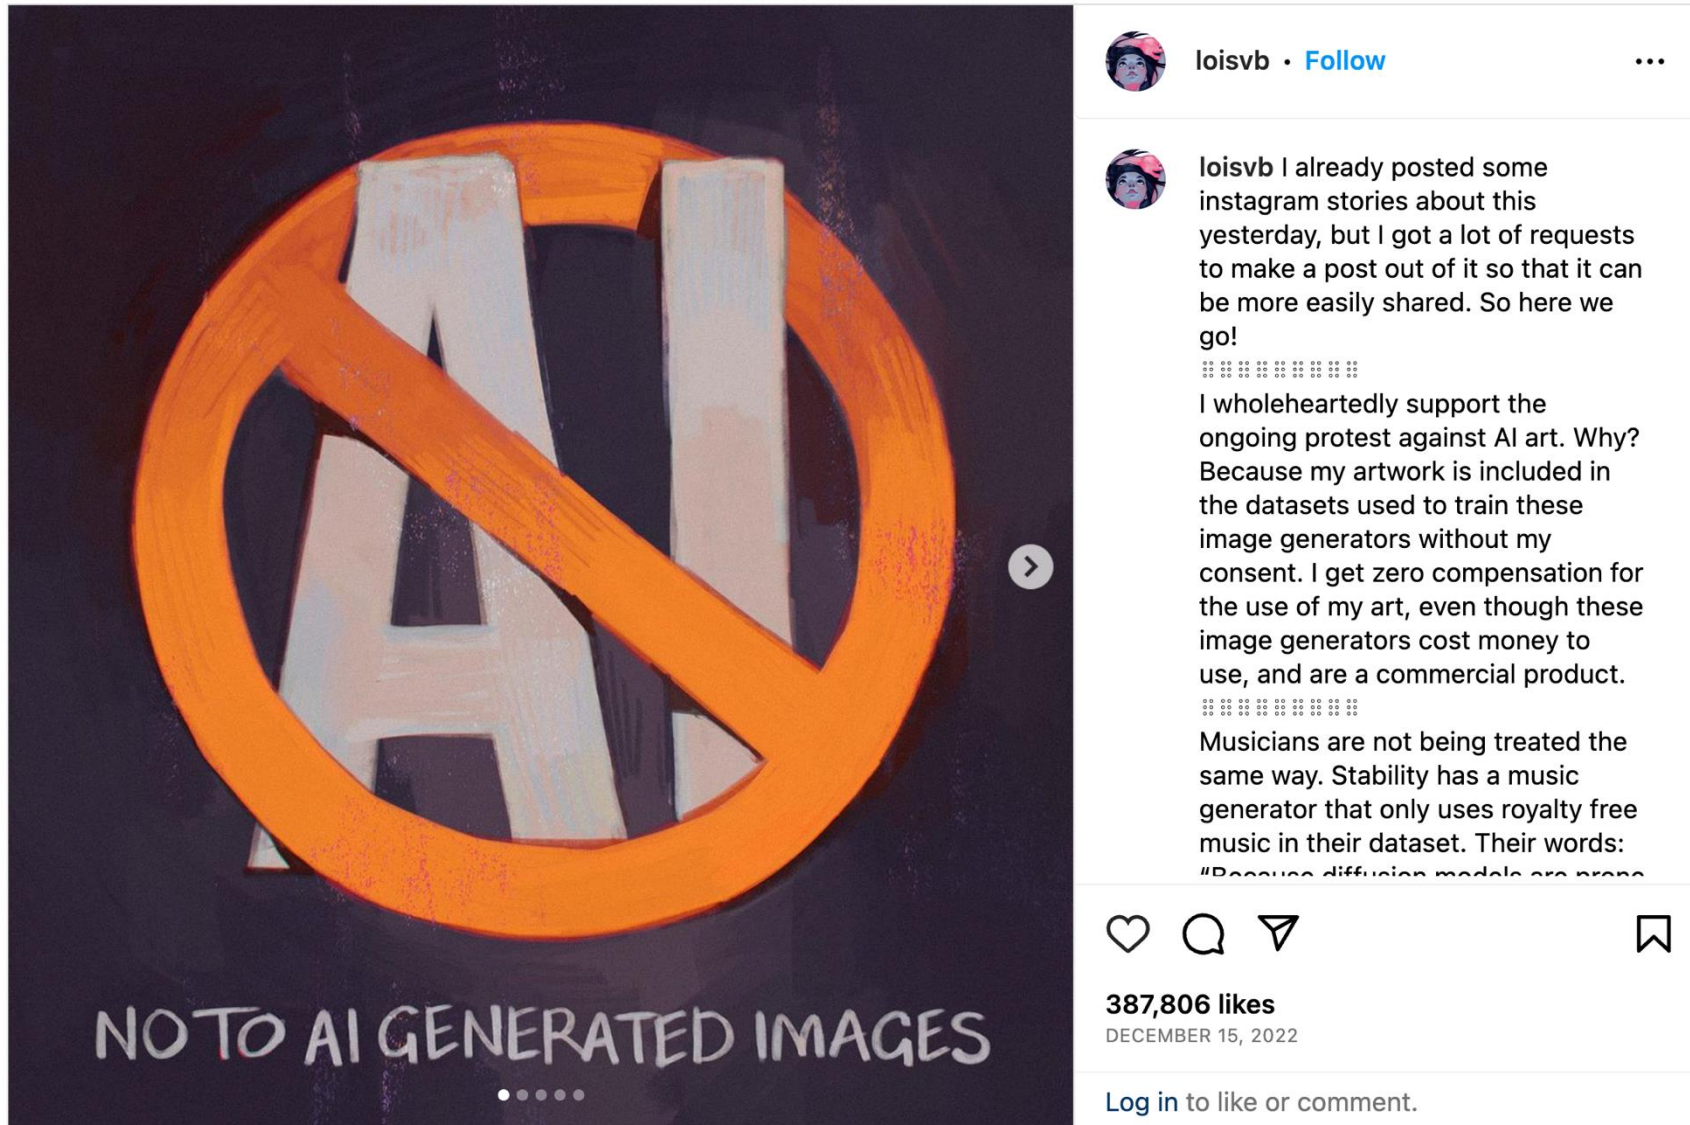 AI
NO TO AI GENERATED IMAGES
loisvb • Follow
loisvb I already posted some
instagram stories about this
yesterday, but I got a lot of requests
to make a post out of it so that it can
be more easily shared. So here we
go!
⠿⠿⠿⠿⠿⠿⠿⠿⠿
I wholeheartedly support the
ongoing protest against AI art. Why?
Because my artwork is included in
the datasets used to train these
image generators without my
consent. I get zero compensation for
the use of my art, even though these
image generators cost money to
use, and are a commercial product.
⠿⠿⠿⠿⠿⠿⠿⠿⠿
Musicians are not being treated the
same way. Stability has a music
generator that only uses royalty free
music in their dataset. Their words:
“Because diffusion models are prone
387,806 likes
DECEMBER 15, 2022
Log in to like or comment.